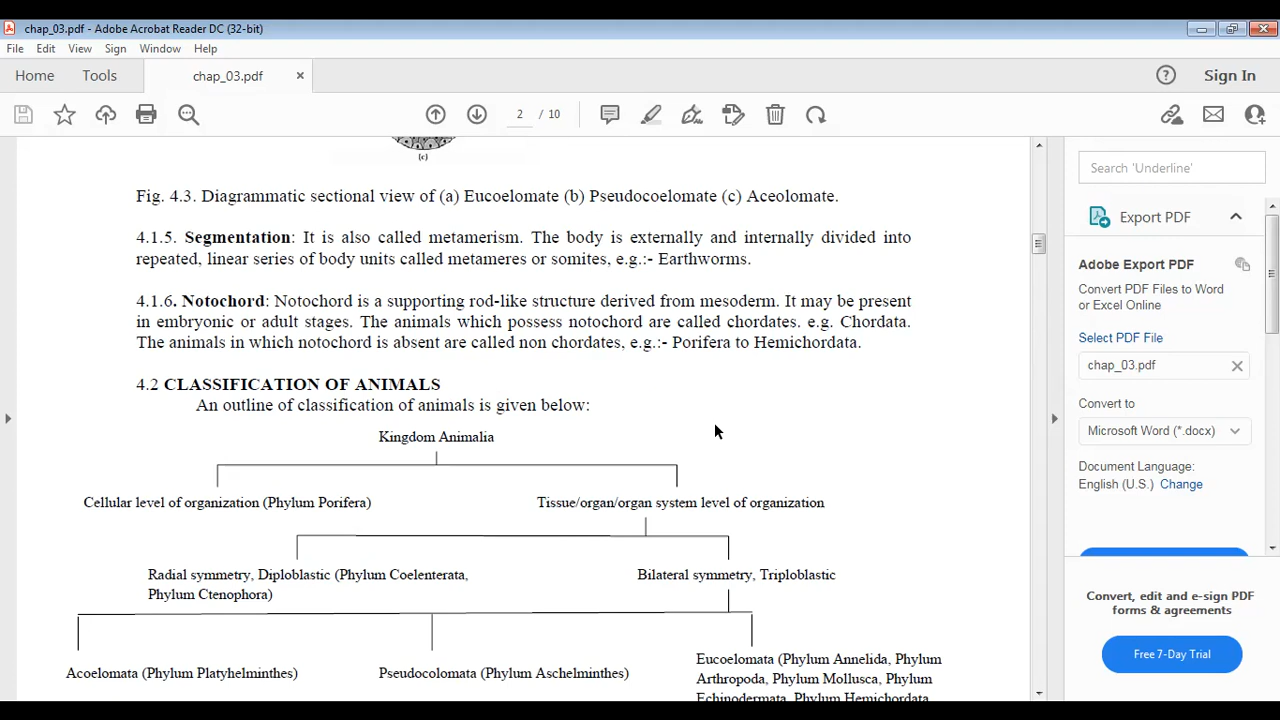 chap_03.pdf - Adobe Acrobat Reader DC (32-bit)
File Edit View Sign Window Help
Home Tools chap_03.pdf × Sign In
2 / 10
(c)
Fig. 4.3. Diagrammatic sectional view of (a) Eucoelomate (b) Pseudocoelomate (c) Aceolomate.
4.1.5. Segmentation: It is also called metamerism. The body is externally and internally divided into
repeated, linear series of body units called metameres or somites, e.g.:- Earthworms.
4.1.6. Notochord: Notochord is a supporting rod-like structure derived from mesoderm. It may be present
in embryonic or adult stages. The animals which possess notochord are called chordates. e.g. Chordata.
The animals in which notochord is absent are called non chordates, e.g.:- Porifera to Hemichordata.
4.2 CLASSIFICATION OF ANIMALS
An outline of classification of animals is given below:
Kingdom Animalia
Cellular level of organization (Phylum Porifera)
Tissue/organ/organ system level of organization
Radial symmetry, Diploblastic (Phylum Coelenterata,
Phylum Ctenophora)
Bilateral symmetry, Triploblastic
Acoelomata (Phylum Platyhelminthes)
Pseudocolomata (Phylum Aschelminthes)
Eucoelomata (Phylum Annelida, Phylum
Arthropoda, Phylum Mollusca, Phylum
Echinodermata, Phylum Hemichordata,
Search 'Underline'
Export PDF
Adobe Export PDF
Convert PDF Files to Word
or Excel Online
Select PDF File
chap_03.pdf
Convert to
Microsoft Word (*.docx)
Document Language:
English (U.S.) Change
Convert, edit and e-sign PDF
forms & agreements
Free 7-Day Trial